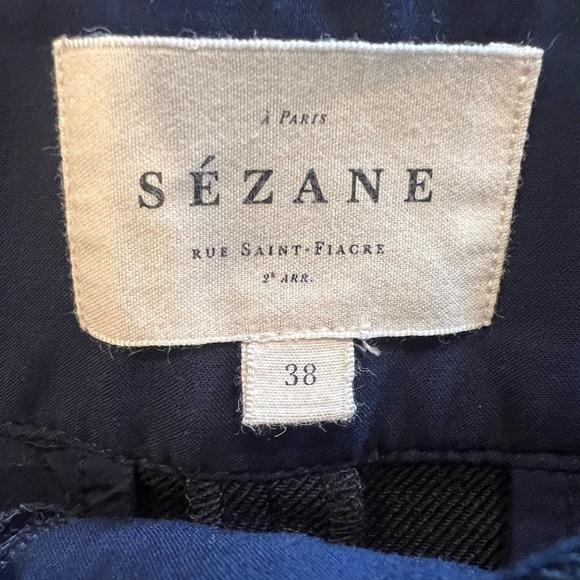 À PARIS
SÉZANE
RUE SAINT-FIACRE
2E ARR.
38